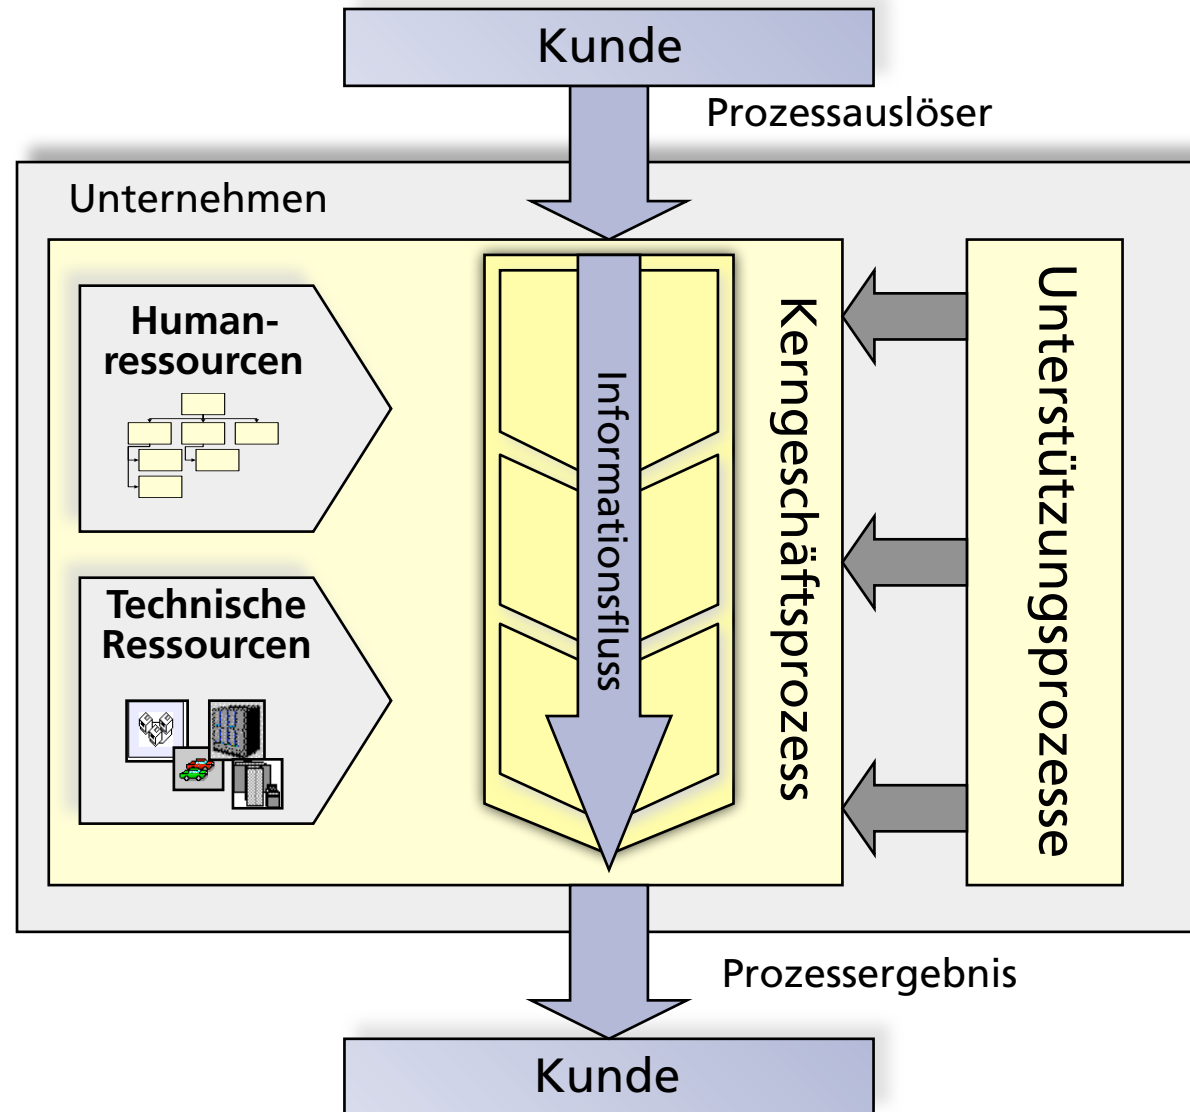 Kunde
Prozessauslöser
Unternehmen
Human-
ressourcen
Technische
Ressourcen
Informationsfluss
Kerngeschäftsprozess
Unterstützungsprozesse
Prozessergebnis
Kunde